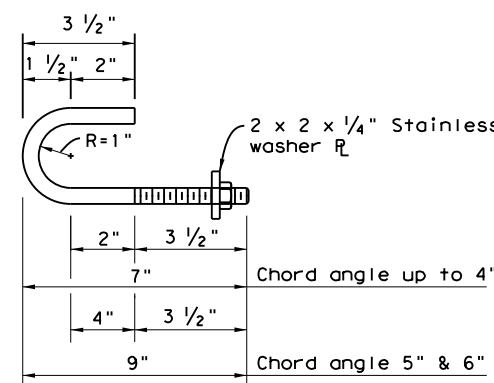 3 ½"
1 ½" 2"
R=1"
2 x 2 x ¼" Stainless
washer ℞
2" 3 ½"
7" Chord angle up to 4"
4" 3 ½"
9" Chord angle 5" & 6"